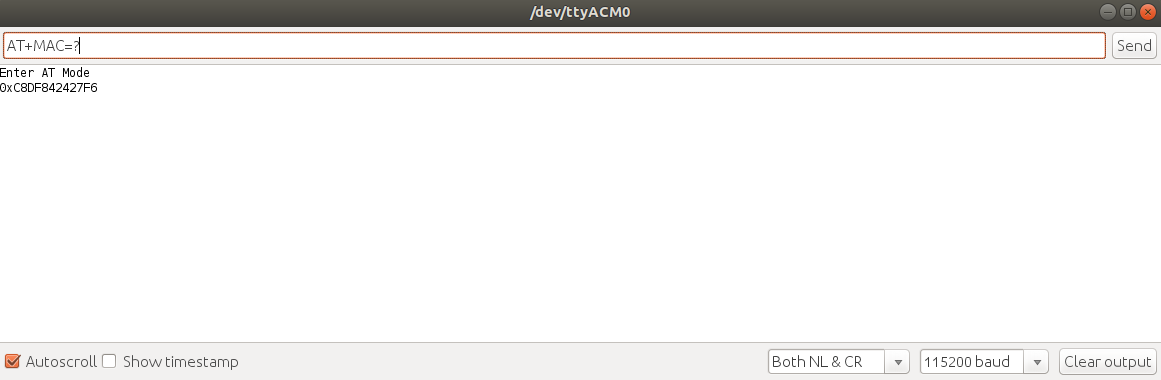 /dev/ttyACM0
AT+MAC=?
Send
Enter AT Mode
0xC8DF842427F6
Autoscroll
Show timestamp
Both NL & CR
115200 baud
Clear output